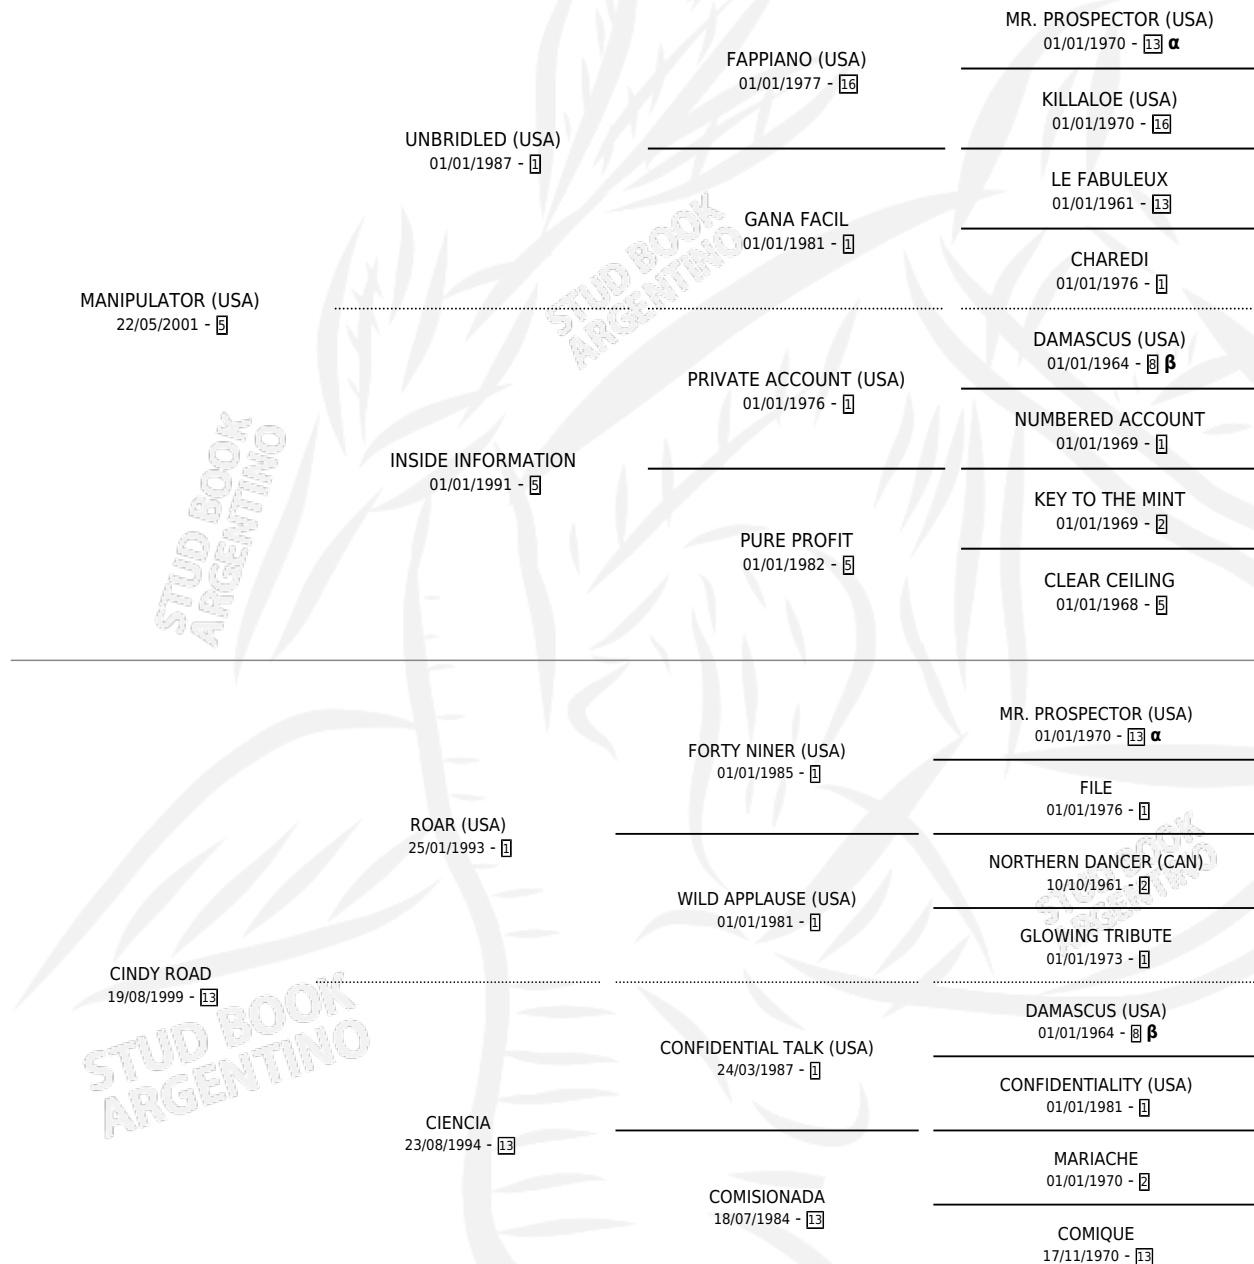 MR. PROSPECTOR (USA)
01/01/1970 - 13 α
FAPPIANO (USA)
01/01/1977 - 16
KILLALOE (USA)
01/01/1970 - 16
UNBRIDLED (USA)
01/01/1987 - 1
LE FABULEUX
01/01/1961 - 13
GANA FACIL
01/01/1981 - 1
CHAREDI
01/01/1976 - 1
MANIPULATOR (USA)
22/05/2001 - 5
DAMASCUS (USA)
01/01/1964 - 8 β
PRIVATE ACCOUNT (USA)
01/01/1976 - 1
NUMBERED ACCOUNT
01/01/1969 - 1
INSIDE INFORMATION
01/01/1991 - 5
KEY TO THE MINT
01/01/1969 - 2
PURE PROFIT
01/01/1982 - 5
CLEAR CEILING
01/01/1968 - 5
MR. PROSPECTOR (USA)
01/01/1970 - 13 α
FORTY NINER (USA)
01/01/1985 - 1
FILE
01/01/1976 - 1
ROAR (USA)
25/01/1993 - 1
NORTHERN DANCER (CAN)
10/10/1961 - 2
WILD APPLAUSE (USA)
01/01/1981 - 1
GLOWING TRIBUTE
01/01/1973 - 1
CINDY ROAD
19/08/1999 - 13
DAMASCUS (USA)
01/01/1964 - 8 β
CONFIDENTIAL TALK (USA)
24/03/1987 - 1
CONFIDENTIALITY (USA)
01/01/1981 - 1
CIENCIA
23/08/1994 - 13
MARIACHE
01/01/1970 - 2
COMISIONADA
18/07/1984 - 13
COMIQUE
17/11/1970 - 13
STUD BOOK
ARGENTINO
STUD BOOK
ARGENTINO
STUD BOOK
ARGENTINO
STUD BOOK
ARGENTINO